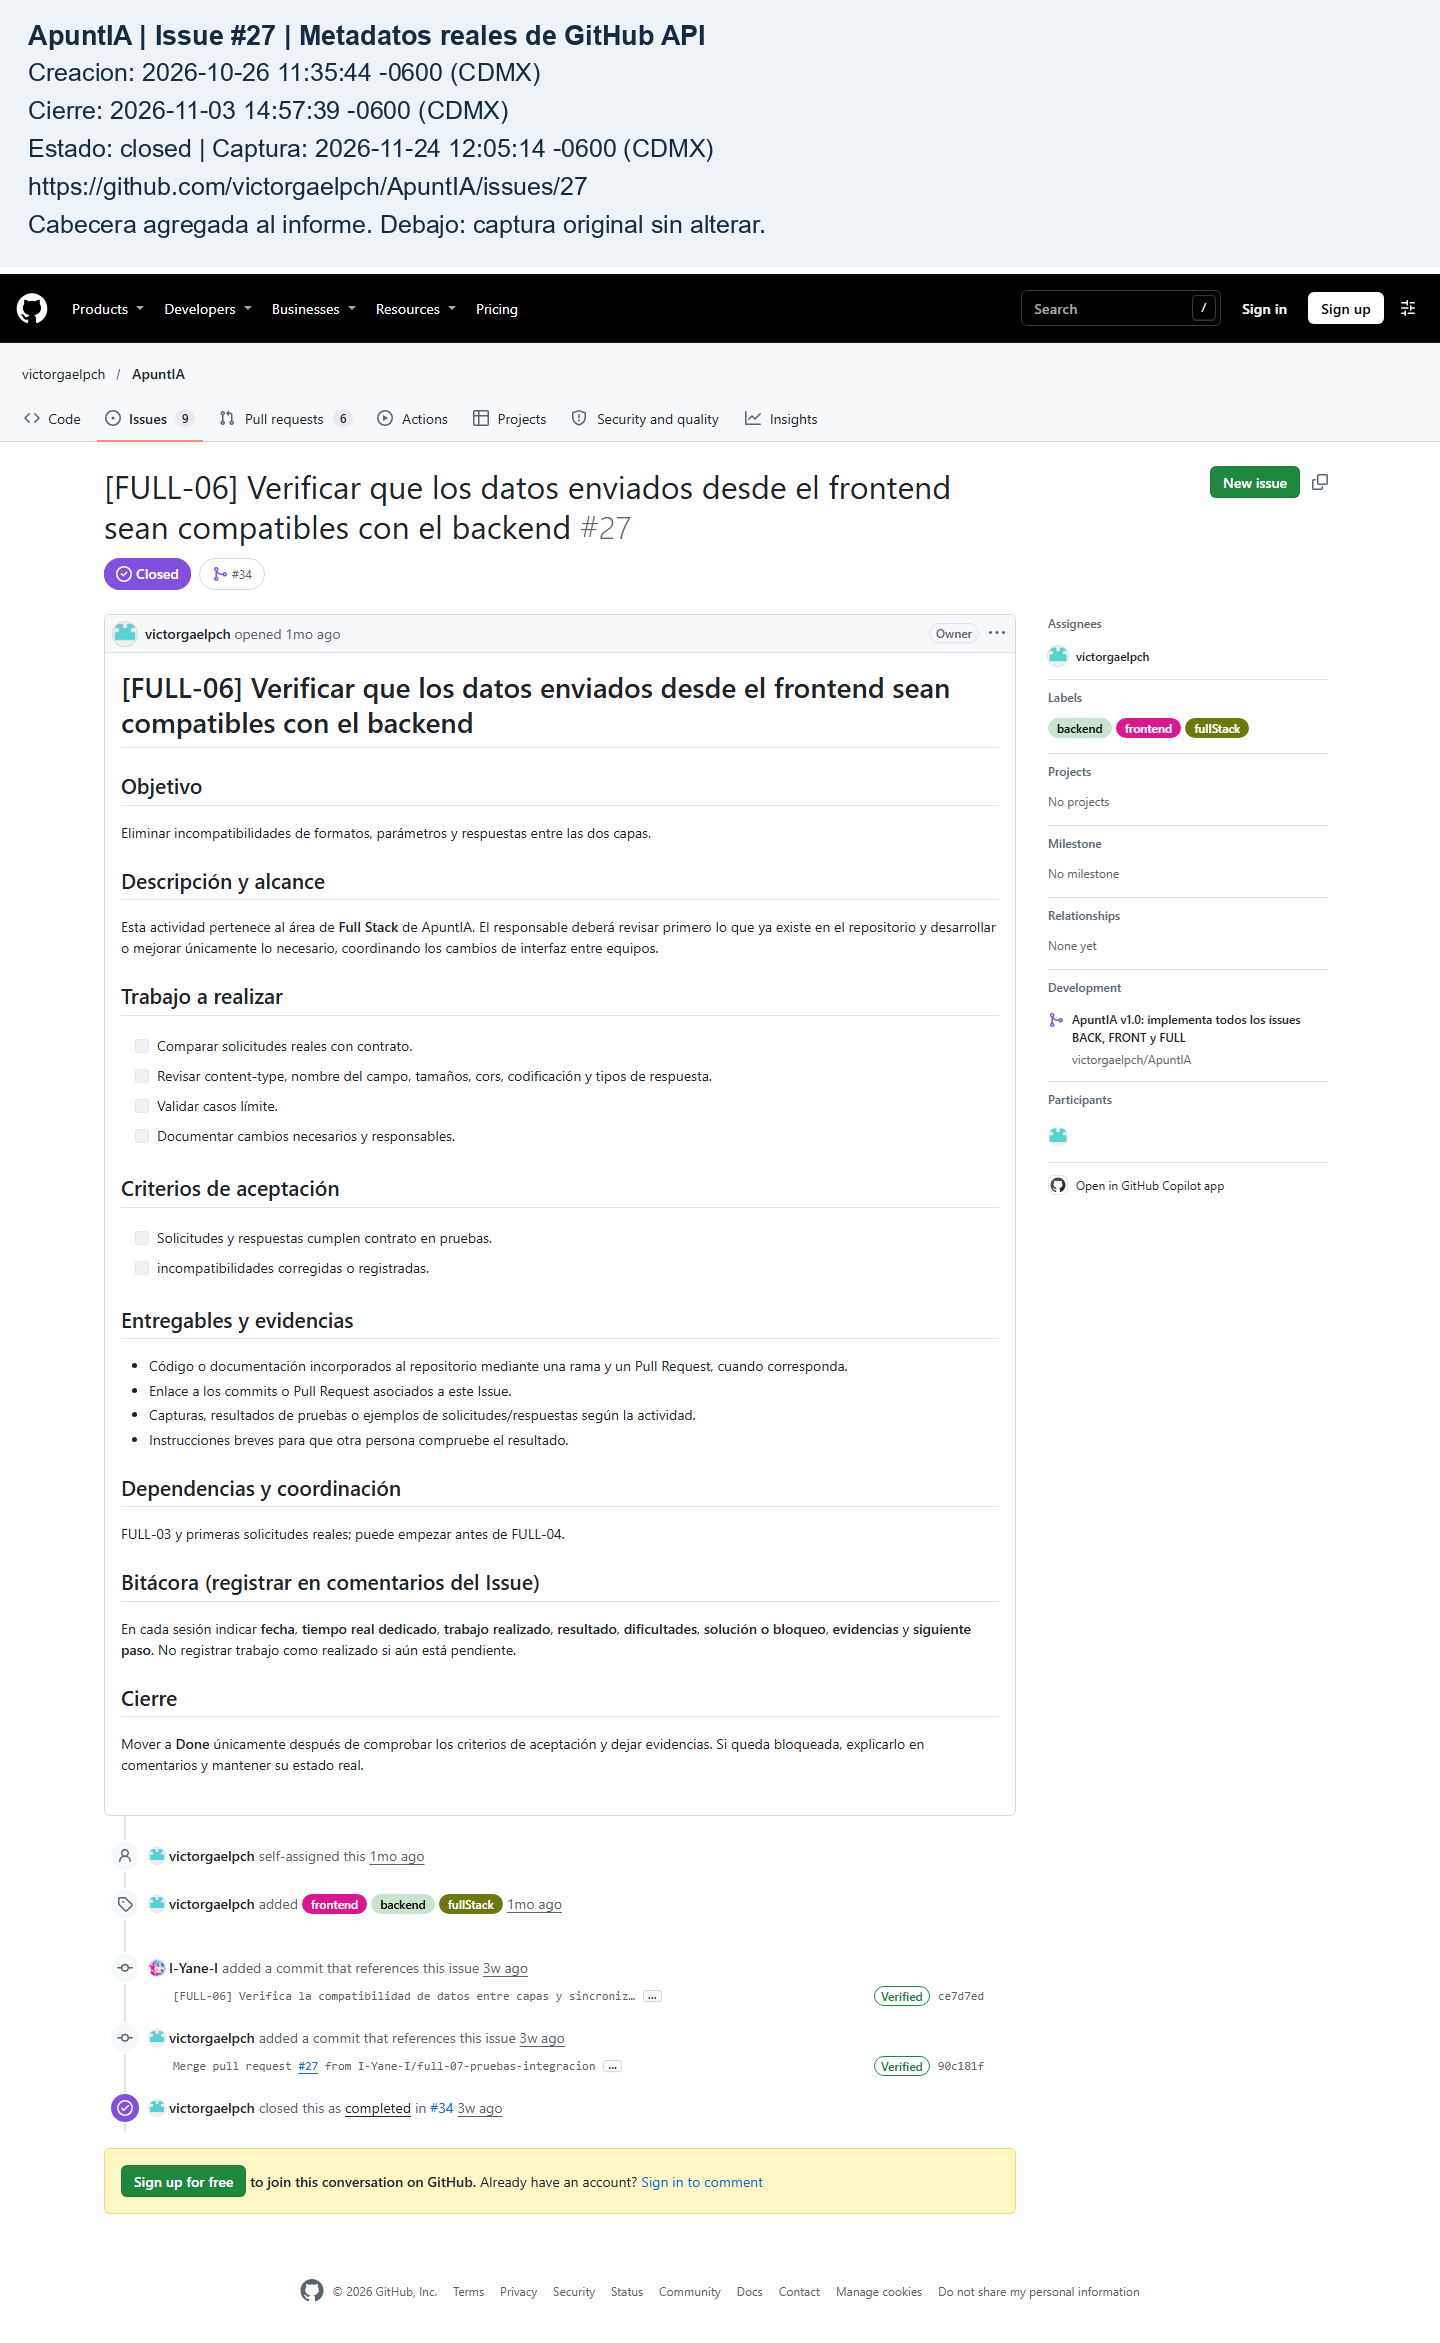 ApuntIA | Issue #27 | Metadatos reales de GitHub API
Creacion: 2026-10-26 11:35:44 -0600 (CDMX)
Cierre: 2026-11-03 14:57:39 -0600 (CDMX)
Estado: closed | Captura: 2026-11-24 12:05:14 -0600 (CDMX)
https://github.com/victorgaelpch/ApuntIA/issues/27
Cabecera agregada al informe. Debajo: captura original sin alterar.
Products Developers Businesses Resources Pricing Search / Sign in Sign up
victorgaelpch / ApuntIA
Code Issues 9 Pull requests 6 Actions Projects Security and quality Insights
[FULL-06] Verificar que los datos enviados desde el frontend
sean compatibles con el backend #27
New issue
Closed #34
victorgaelpch opened 1mo ago Owner
[FULL-06] Verificar que los datos enviados desde el frontend sean
compatibles con el backend
Objetivo
Eliminar incompatibilidades de formatos, parámetros y respuestas entre las dos capas.
Descripción y alcance
Esta actividad pertenece al área de Full Stack de ApuntIA. El responsable deberá revisar primero lo que ya existe en el repositorio y desarrollar
o mejorar únicamente lo necesario, coordinando los cambios de interfaz entre equipos.
Trabajo a realizar
Comparar solicitudes reales con contrato.
Revisar content-type, nombre del campo, tamaños, cors, codificación y tipos de respuesta.
Validar casos límite.
Documentar cambios necesarios y responsables.
Criterios de aceptación
Solicitudes y respuestas cumplen contrato en pruebas.
incompatibilidades corregidas o registradas.
Entregables y evidencias
Código o documentación incorporados al repositorio mediante una rama y un Pull Request, cuando corresponda.
Enlace a los commits o Pull Request asociados a este Issue.
Capturas, resultados de pruebas o ejemplos de solicitudes/respuestas según la actividad.
Instrucciones breves para que otra persona compruebe el resultado.
Dependencias y coordinación
FULL-03 y primeras solicitudes reales; puede empezar antes de FULL-04.
Bitácora (registrar en comentarios del Issue)
En cada sesión indicar fecha, tiempo real dedicado, trabajo realizado, resultado, dificultades, solución o bloqueo, evidencias y siguiente
paso. No registrar trabajo como realizado si aún está pendiente.
Cierre
Mover a Done únicamente después de comprobar los criterios de aceptación y dejar evidencias. Si queda bloqueada, explicarlo en
comentarios y mantener su estado real.
Assignees
victorgaelpch
Labels
backend frontend fullStack
Projects
No projects
Milestone
No milestone
Relationships
None yet
Development
ApuntIA v1.0: implementa todos los issues
BACK, FRONT y FULL
victorgaelpch/ApuntIA
Participants
Open in GitHub Copilot app
victorgaelpch self-assigned this 1mo ago
victorgaelpch added frontend backend fullStack 1mo ago
I-Yane-I added a commit that references this issue 3w ago
[FULL-06] Verifica la compatibilidad de datos entre capas y sincroniz… ... Verified ce7d7ed
victorgaelpch added a commit that references this issue 3w ago
Merge pull request #27 from I-Yane-I/full-07-pruebas-integracion ... Verified 90c181f
victorgaelpch closed this as completed in #34 3w ago
Sign up for free to join this conversation on GitHub. Already have an account? Sign in to comment
© 2026 GitHub, Inc. Terms Privacy Security Status Community Docs Contact Manage cookies Do not share my personal information